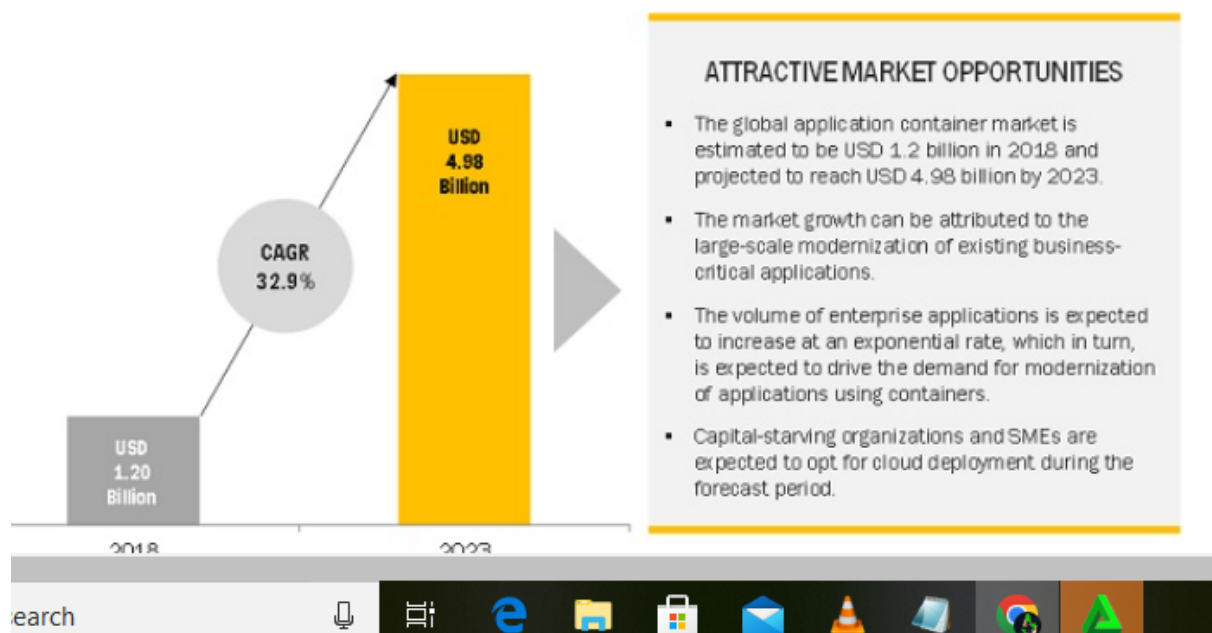 USD
4.98
Billion
CAGR
32.9%
USD
1.20
Billion
2018
2023
ATTRACTIVE MARKET OPPORTUNITIES
▪ The global application container market is
estimated to be USD 1.2 billion in 2018 and
projected to reach USD 4.98 billion by 2023.
▪ The market growth can be attributed to the
large-scale modernization of existing business-
critical applications.
▪ The volume of enterprise applications is expected
to increase at an exponential rate, which in turn,
is expected to drive the demand for modernization
of applications using containers.
▪ Capital-starving organizations and SMEs are
expected to opt for cloud deployment during the
forecast period.
earch